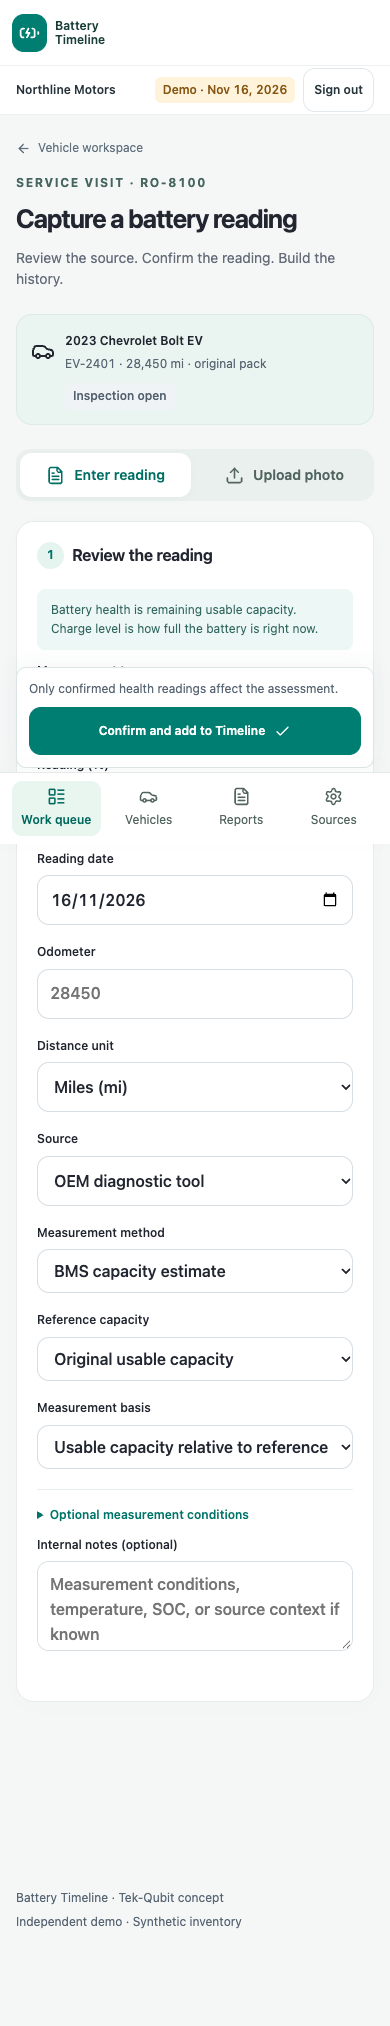 Battery
Timeline
Northline Motors
Demo · Nov 16, 2026
Sign out
Vehicle workspace
SERVICE VISIT · RO-8100
Capture a battery reading
Review the source. Confirm the reading. Build the
history.
2023 Chevrolet Bolt EV
EV-2401 · 28,450 mi · original pack
Inspection open
Enter reading
Upload photo
1
Review the reading
Battery health is remaining usable capacity.
Charge level is how full the battery is right now.
Only confirmed health readings affect the assessment.
Confirm and add to Timeline
Work queue
Vehicles
Reports
Sources
Reading date
16/11/2026
Odometer
28450
Distance unit
Miles (mi)
Source
OEM diagnostic tool
Measurement method
BMS capacity estimate
Reference capacity
Original usable capacity
Measurement basis
Usable capacity relative to reference
Optional measurement conditions
Internal notes (optional)
Measurement conditions,
temperature, SOC, or source context if
known
Battery Timeline · Tek-Qubit concept
Independent demo · Synthetic inventory